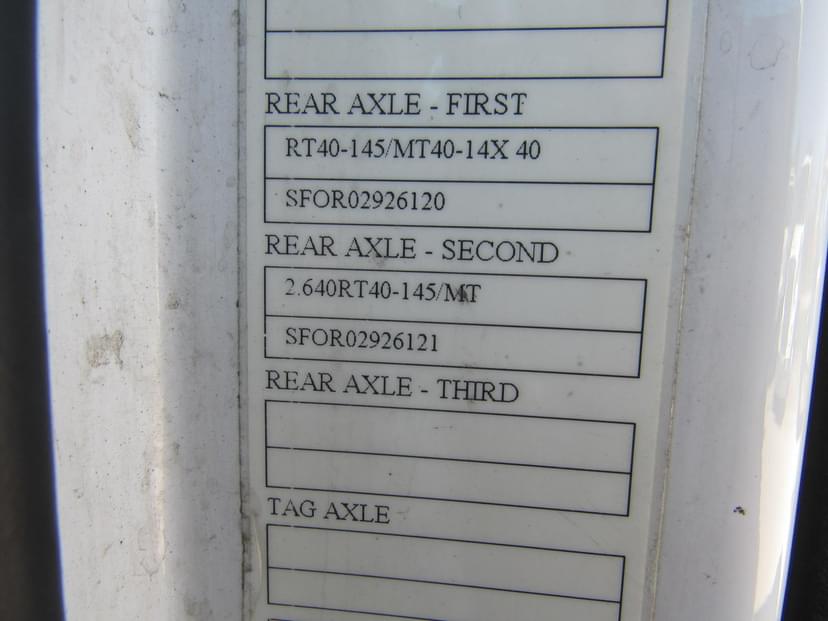 REAR AXLE - FIRST
RT40-145/MT40-14X 40
SFOR02926120
REAR AXLE - SECOND
2.640RT40-145/MT
SFOR02926121
REAR AXLE - THIRD
TAG AXLE